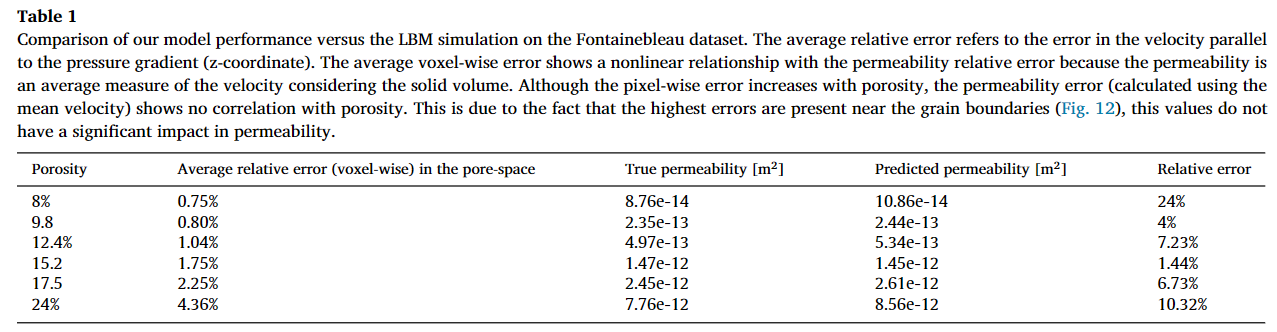 Table 1
Comparison of our model performance versus the LBM simulation on the Fontainebleau dataset. The average relative error refers to the error in the velocity parallel
to the pressure gradient (z-coordinate). The average voxel-wise error shows a nonlinear relationship with the permeability relative error because the permeability is
an average measure of the velocity considering the solid volume. Although the pixel-wise error increases with porosity, the permeability error (calculated using the
mean velocity) shows no correlation with porosity. This is due to the fact that the highest errors are present near the grain boundaries (Fig. 12), this values do not
have a significant impact in permeability.
Porosity Average relative error (voxel-wise) in the pore-space True permeability [m²] Predicted permeability [m²] Relative error
8% 0.75% 8.76e-14 10.86e-14 24%
9.8 0.80% 2.35e-13 2.44e-13 4%
12.4% 1.04% 4.97e-13 5.34e-13 7.23%
15.2 1.75% 1.47e-12 1.45e-12 1.44%
17.5 2.25% 2.45e-12 2.61e-12 6.73%
24% 4.36% 7.76e-12 8.56e-12 10.32%